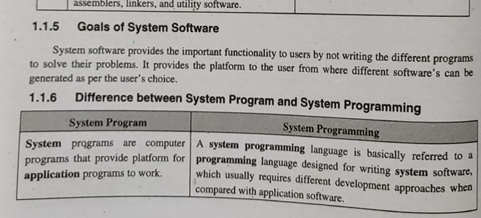 assemblers, linkers, and utility software.
1.1.5 Goals of System Software
System software provides the important functionality to users by not writing the different programs
to solve their problems. It provides the platform to the user from where different software's can be
generated as per the user's choice.
1.1.6 Difference between System Program and System Programming
System Program
System Programming
System programs are computer
programs that provide platform for
application programs to work.
A system programming language is basically referred to a
programming language designed for writing system software,
which usually requires different development approaches when
compared with application software.